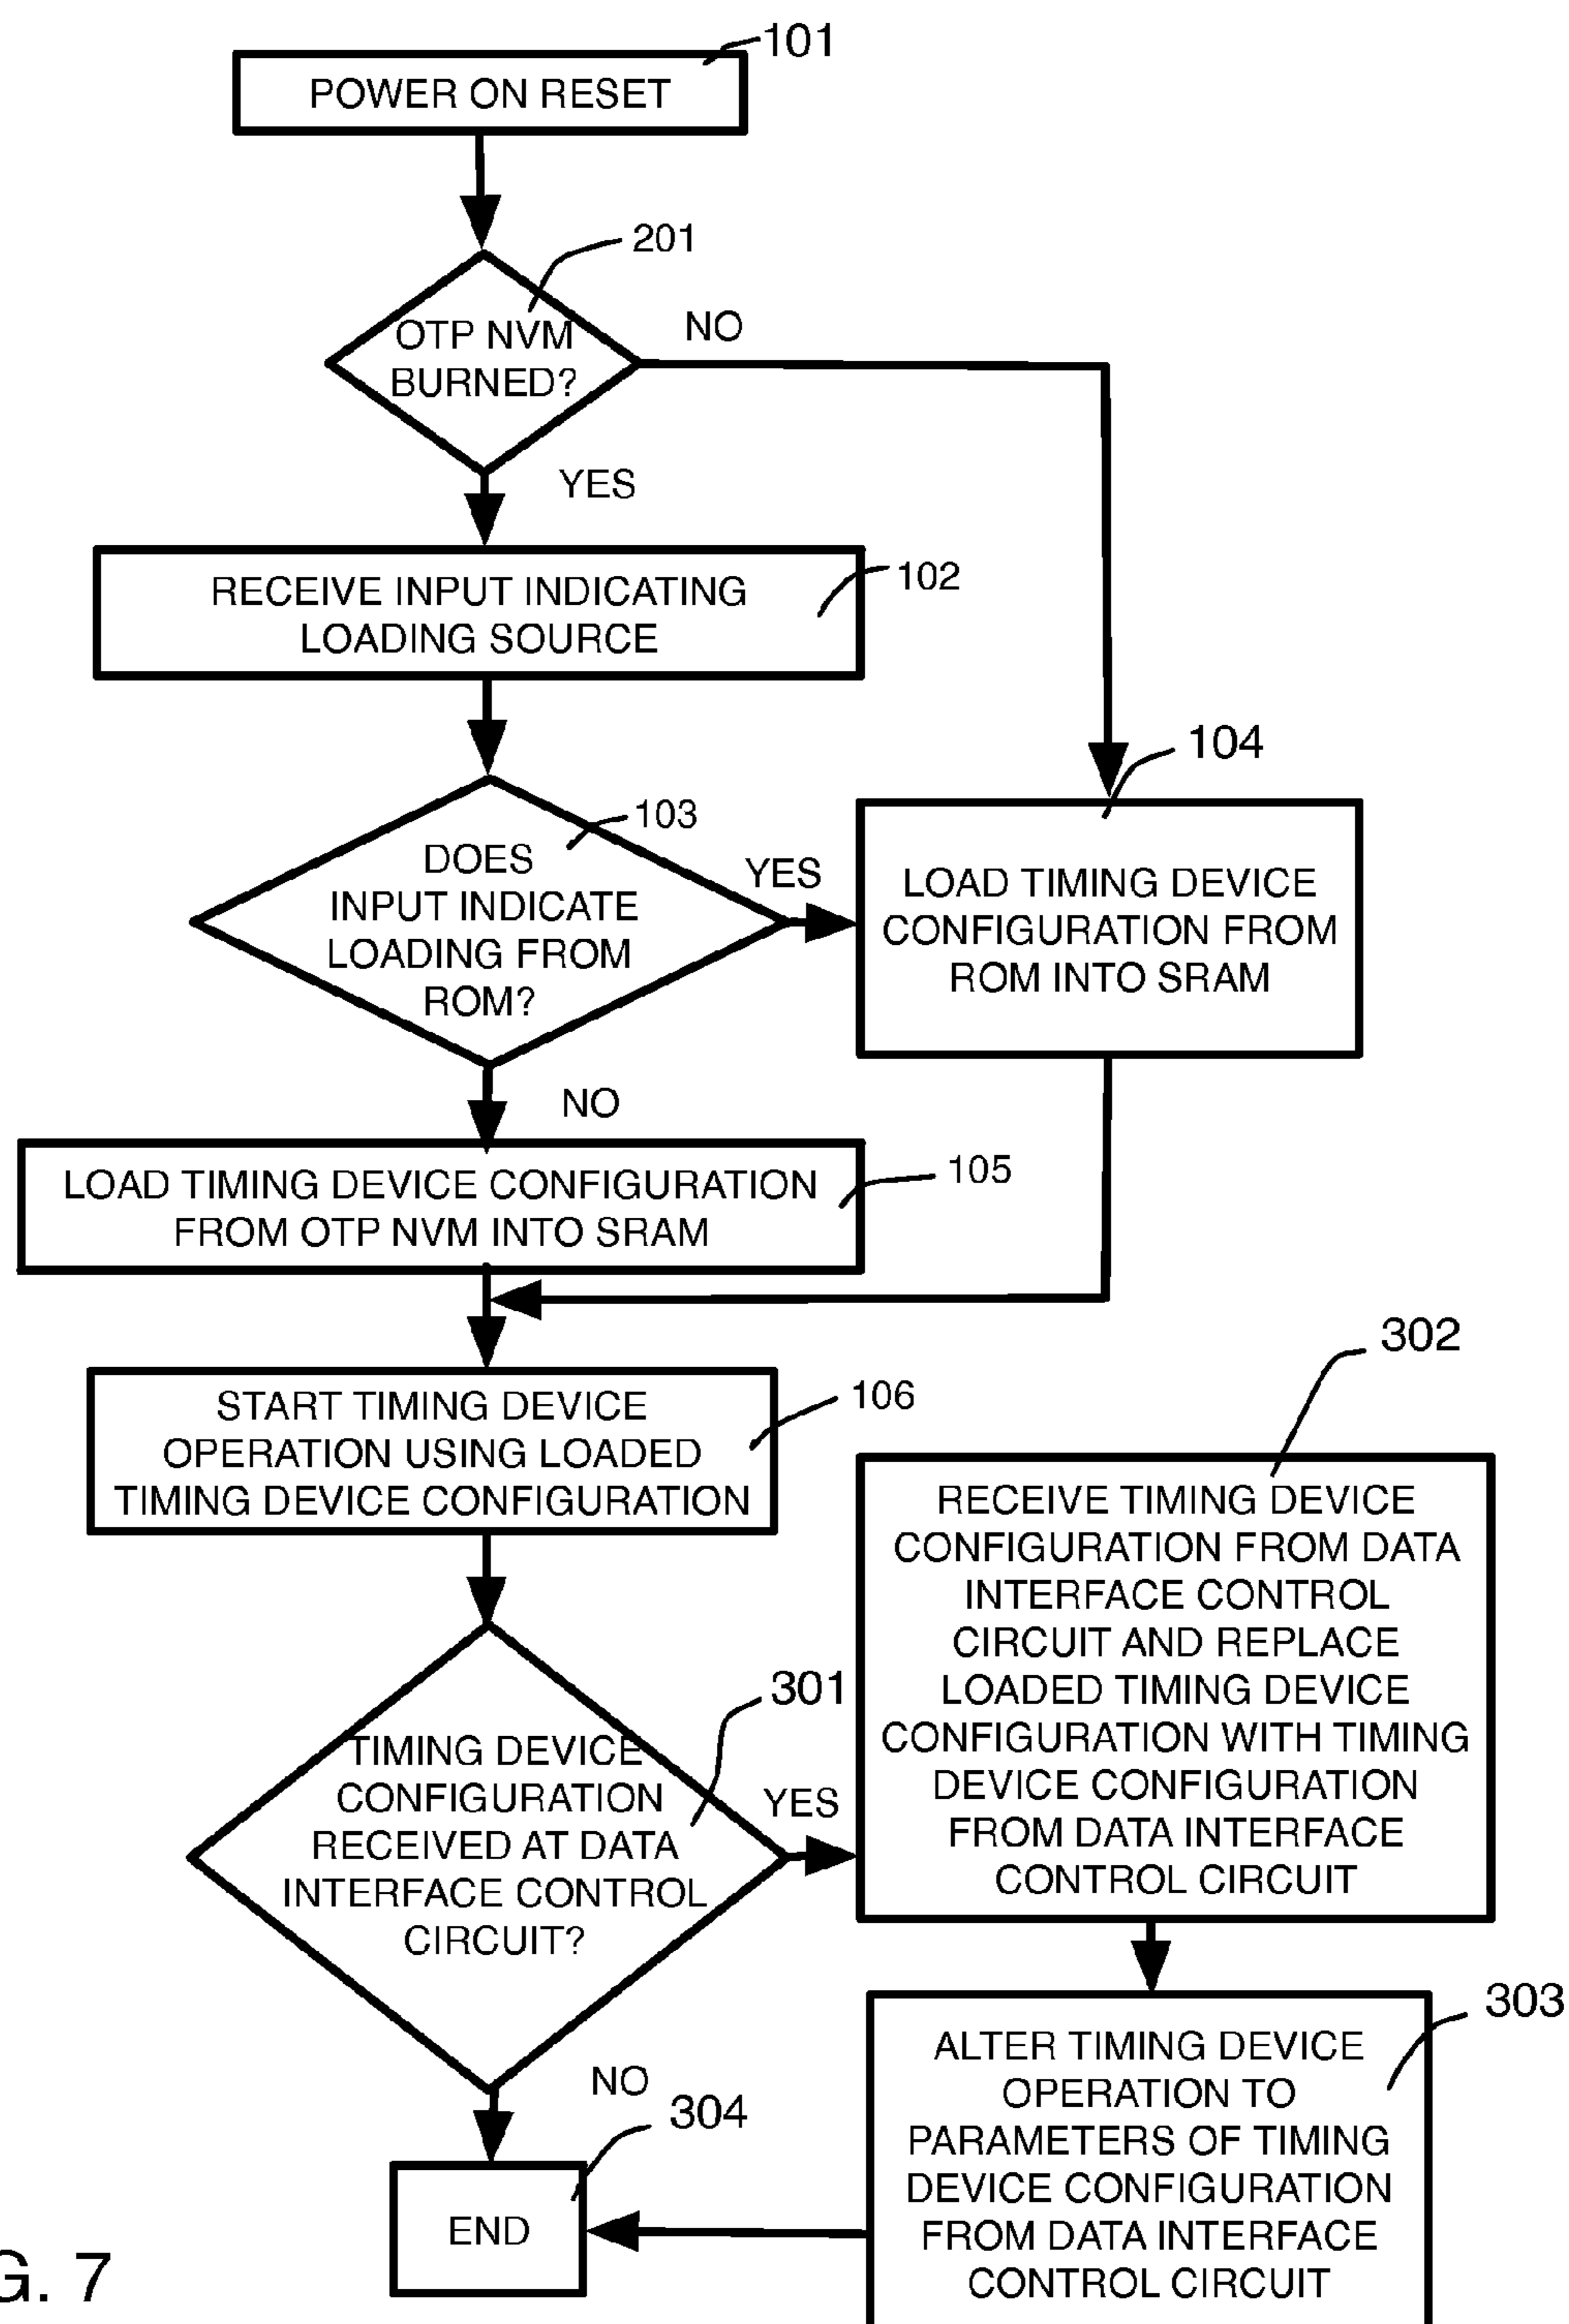 101
POWER ON RESET
201
OTP NVM
BURNED?
NO
YES
RECEIVE INPUT INDICATING
LOADING SOURCE
102
103
DOES
INPUT INDICATE
LOADING FROM
ROM?
YES
104
LOAD TIMING DEVICE
CONFIGURATION FROM
ROM INTO SRAM
NO
LOAD TIMING DEVICE CONFIGURATION
FROM OTP NVM INTO SRAM
105
START TIMING DEVICE
OPERATION USING LOADED
TIMING DEVICE CONFIGURATION
106
301
TIMING DEVICE
CONFIGURATION
RECEIVED AT DATA
INTERFACE CONTROL
CIRCUIT?
YES
302
RECEIVE TIMING DEVICE
CONFIGURATION FROM DATA
INTERFACE CONTROL
CIRCUIT AND REPLACE
LOADED TIMING DEVICE
CONFIGURATION WITH TIMING
DEVICE CONFIGURATION
FROM DATA INTERFACE
CONTROL CIRCUIT
303
ALTER TIMING DEVICE
OPERATION TO
PARAMETERS OF TIMING
DEVICE CONFIGURATION
FROM DATA INTERFACE
CONTROL CIRCUIT
NO
304
END
G. 7